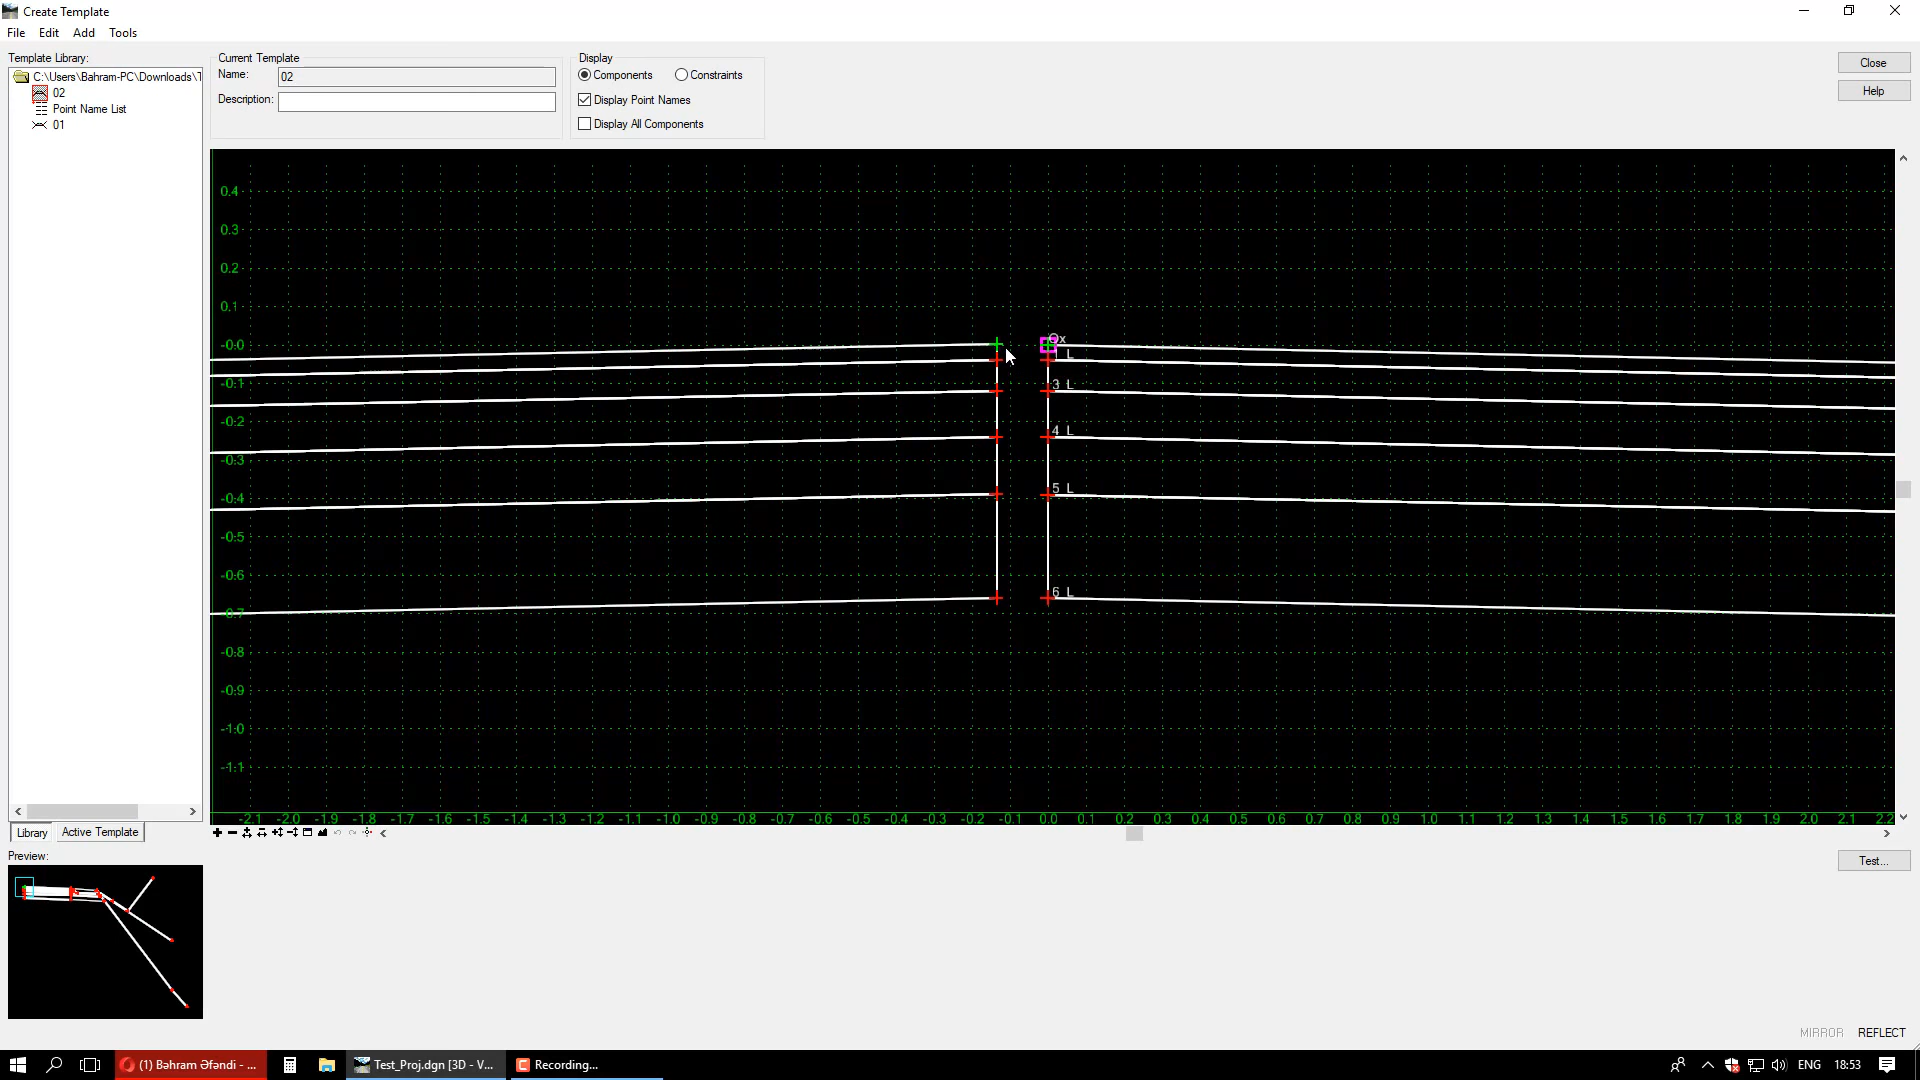 Create Template
File Edit Add Tools
Template Library:
C:\Users\Bahram-PC\Downloads\T
02
Point Name List
01
Current Template
Name: 02
Description:
Display
Components Constraints
Display Point Names
Display All Components
Close
Help
0.4
0.3
0.2
0.1
-0.0
-0.1
-0.2
-0.3
-0.4
-0.5
-0.6
-0.7
-0.8
-0.9
-1.0
-1.1
Ox
1 L
3 L
4 L
5 L
6 L
-2.1 -2.0 -1.9 -1.8 -1.7 -1.6 -1.5 -1.4 -1.3 -1.2 -1.1 -1.0 -0.9 -0.8 -0.7 -0.6 -0.5 -0.4 -0.3 -0.2 -0.1 0.0 0.1 0.2 0.3 0.4 0.5 0.6 0.7 0.8 0.9 1.0 1.1 1.2 1.3 1.4 1.5 1.6 1.7 1.8 1.9 2.0 2.1 2.2
Library Active Template
Preview:
Test...
MIRROR REFLECT
(1) Bəhram Əfəndi - ...
Test_Proj.dgn [3D - V...
Recording...
ENG 18:53